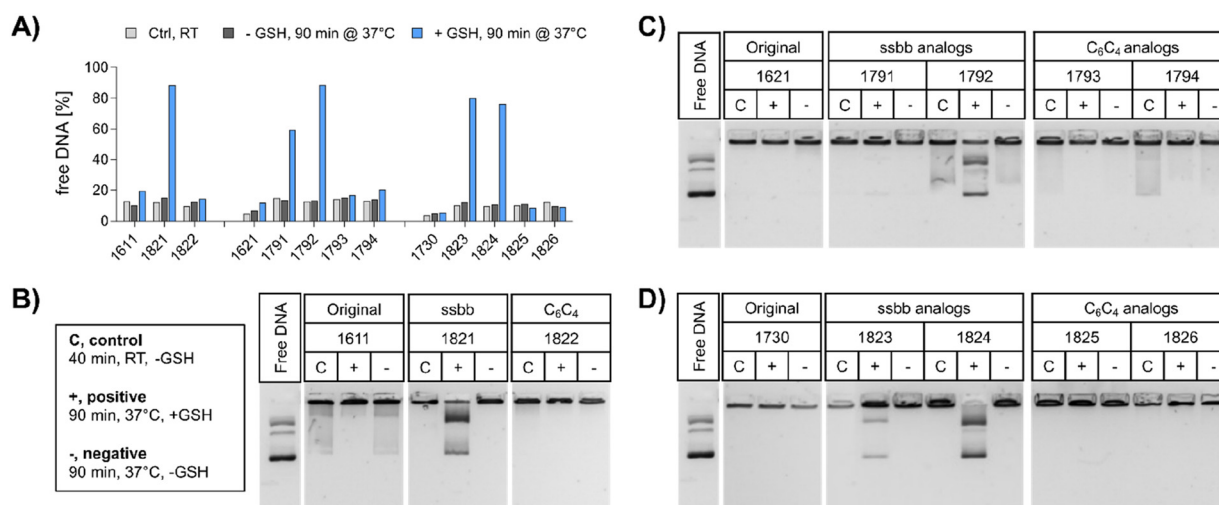 A)
Ctrl, RT - GSH, 90 min @ 37°C + GSH, 90 min @ 37°C
free DNA [%]
100
80
60
40
20
0
1611 1821 1822 1621 1791 1792 1793 1794 1730 1823 1824 1825 1826
B)
C, control
40 min, RT, -GSH
+, positive
90 min, 37°C, +GSH
-, negative
90 min, 37°C, -GSH
Free DNA
Original ssbb C₆C₄
1611 1821 1822
C + - C + - C + -
C)
Free DNA
Original ssbb analogs C₆C₄ analogs
1621 1791 1792 1793 1794
C + - C + - C + - C + - C + -
D)
Free DNA
Original ssbb analogs C₆C₄ analogs
1730 1823 1824 1825 1826
C + - C + - C + - C + - C + -